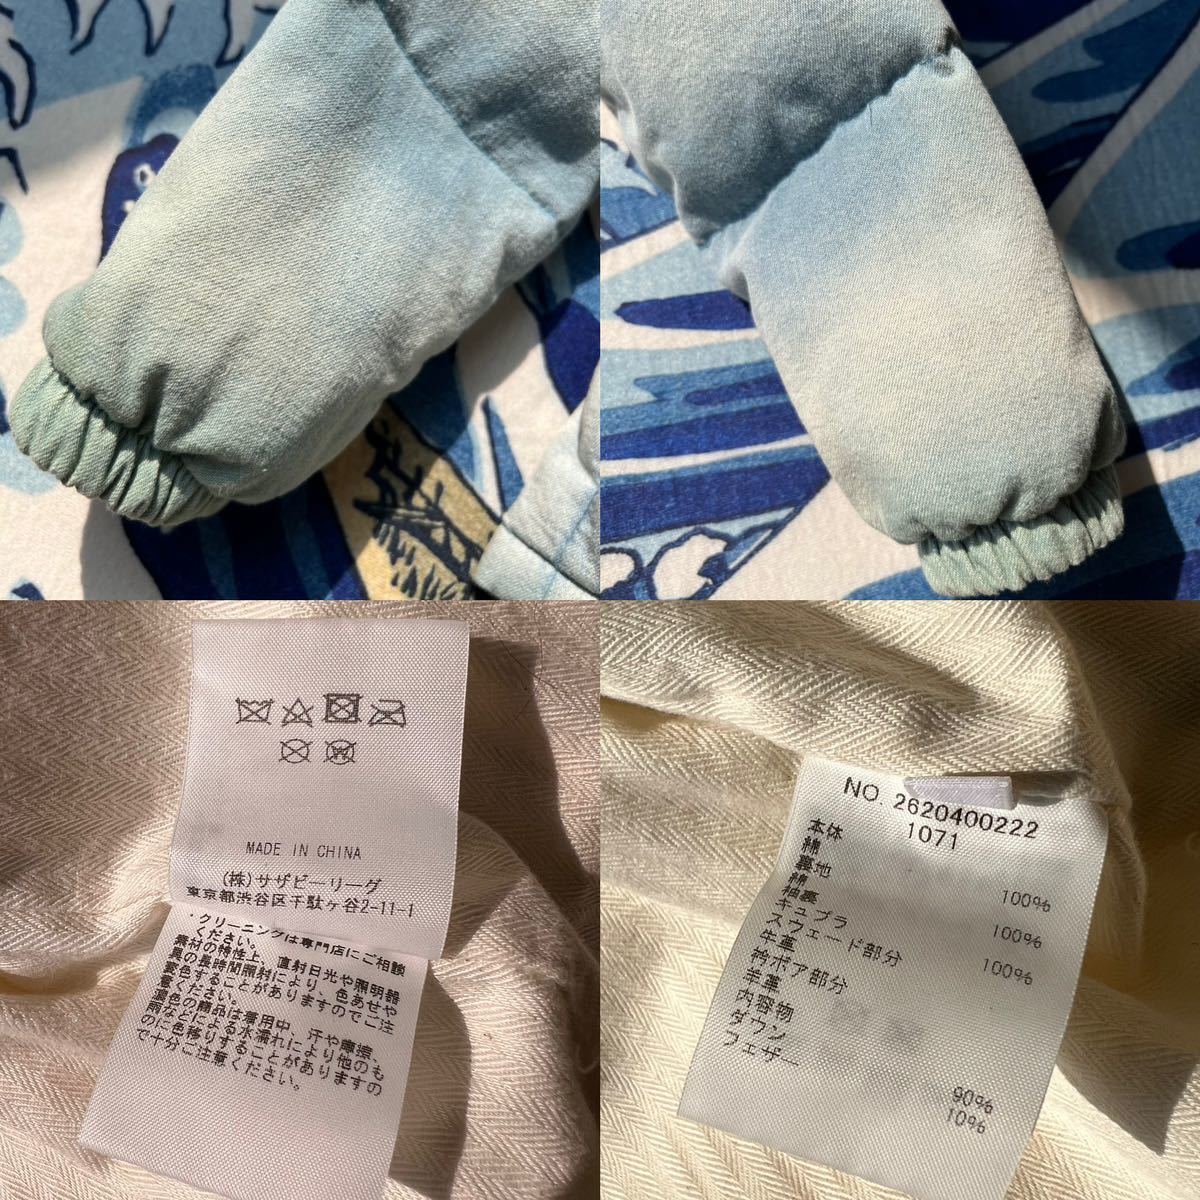 MADE IN CHINA
(株)サザビーリーグ
東京都渋谷区千駄ヶ谷2-11-1
・クリーニングは専門店にご相談
ください。
素材の特性上、直射日光や照明器
具の長時間照射により、色あせや
変色することがありますのでご注
意ください。
濃色の商品は着用中、汗や摩擦、
雨などによる水濡れにより他のも
のに色移りすることがありますの
で十分ご注意ください。
NO 2620400222
1071
本体
綿 100%
裏地
綿 100%
袖裏
キュプラ 100%
スウェード部分
牛革
衿ボア部分
羊革
内容物
ダウン 90%
フェザー 10%